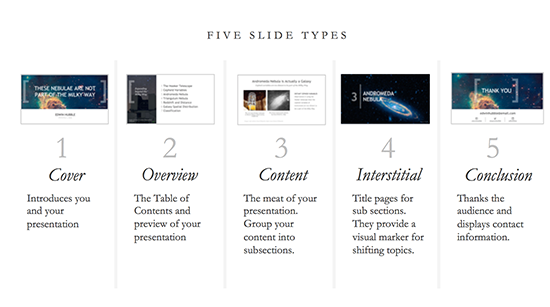 FIVE SLIDE TYPES
THESE NEBULAE ARE NOT
PART OF THE MILKY WAY
EDWIN HUBBLE
Andromeda Nebula is Actually a Galaxy
3
ANDROMEDA
NEBULA
THANK YOU
1
Cover
Introduces you
and your
presentation
2
Overview
The Table of
Contents and
preview of your
presentation
3
Content
The meat of your
presentation.
Group your
content into
subsections.
4
Interstitial
Title pages for
sub sections.
They provide a
visual marker for
shifting topics.
5
Conclusion
Thanks the
audience and
displays contact
information.